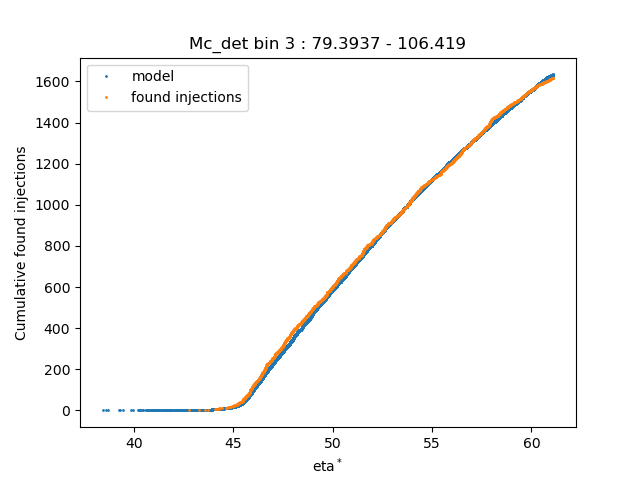 Mc_det bin 3 : 79.3937 - 106.419
model
found injections
Cumulative found injections
1600
1400
1200
1000
800
600
400
200
0
40 45 50 55 60
eta*